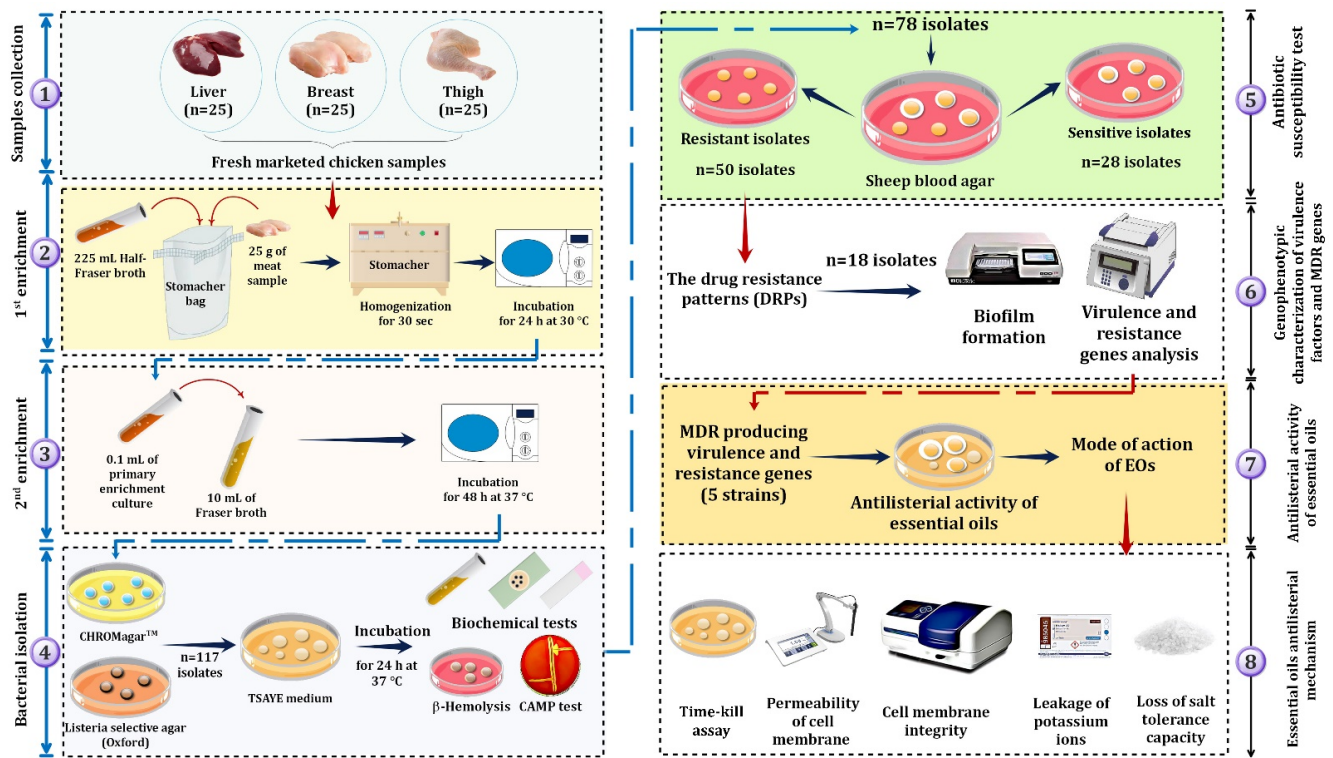 Samples collection
1
Liver
(n=25)
Breast
(n=25)
Thigh
(n=25)
Fresh marketed chicken samples
1st enrichment
2
225 mL Half-
Fraser broth
Stomacher
bag
25 g of
meat
sample
Stomacher
Homogenization
for 30 sec
Incubation
for 24 h at 30 °C
2nd enrichment
3
0.1 mL of
primary
enrichment
culture
10 mL of
Fraser broth
Incubation
for 48 h at 37 °C
Bacterial isolation
4
CHROMagar™
Listeria selective agar
(Oxford)
n=117
isolates
TSAYE medium
Incubation
for 24 h at
37 °C
Biochemical tests
β-Hemolysis
CAMP test
n=78 isolates
Resistant isolates
n=50 isolates
Sheep blood agar
Sensitive isolates
n=28 isolates
5
Antibiotic
susceptibility test
The drug resistance
patterns (DRPs)
n=18 isolates
Biofilm
formation
Virulence and
resistance
genes analysis
6
Genophenotypic
characterization of virulence
factors and MDR genes
MDR producing
virulence and
resistance genes
(5 strains)
Antilisterial activity of
essential oils
Mode of action
of EOs
7
Antilisterial activity
of essential oils
Time-kill
assay
Permeability
of cell
membrane
Cell membrane
integrity
Leakage of
potassium
ions
Loss of salt
tolerance
capacity
8
Essential oils antilisterial
mechanism